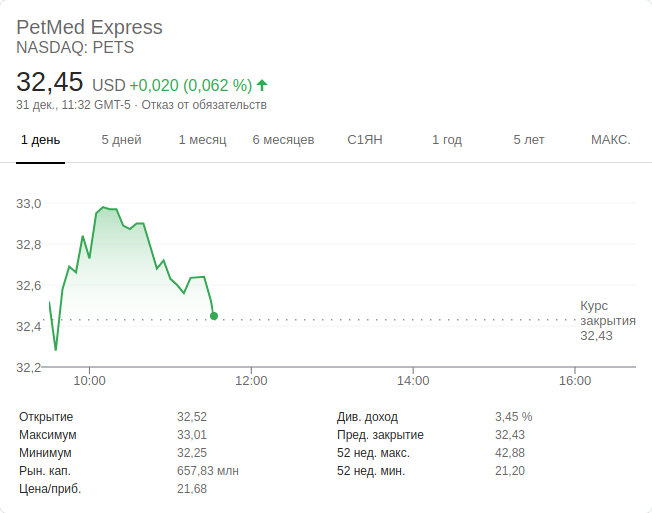 PetMed Express
NASDAQ: PETS
32,45 USD +0,020 (0,062 %)
31 дек., 11:32 GMT-5 · Отказ от обязательств
1 день 5 дней 1 месяц 6 месяцев С1ЯН 1 год 5 лет МАКС.
33,0
32,8
32,6
32,4
32,2
Курс
закрытия
32,43
10:00 12:00 14:00 16:00
Открытие 32,52
Максимум 33,01
Минимум 32,25
Рын. кап. 657,83 млн
Цена/приб. 21,68
Див. доход 3,45 %
Пред. закрытие 32,43
52 нед. макс. 42,88
52 нед. мин. 21,20